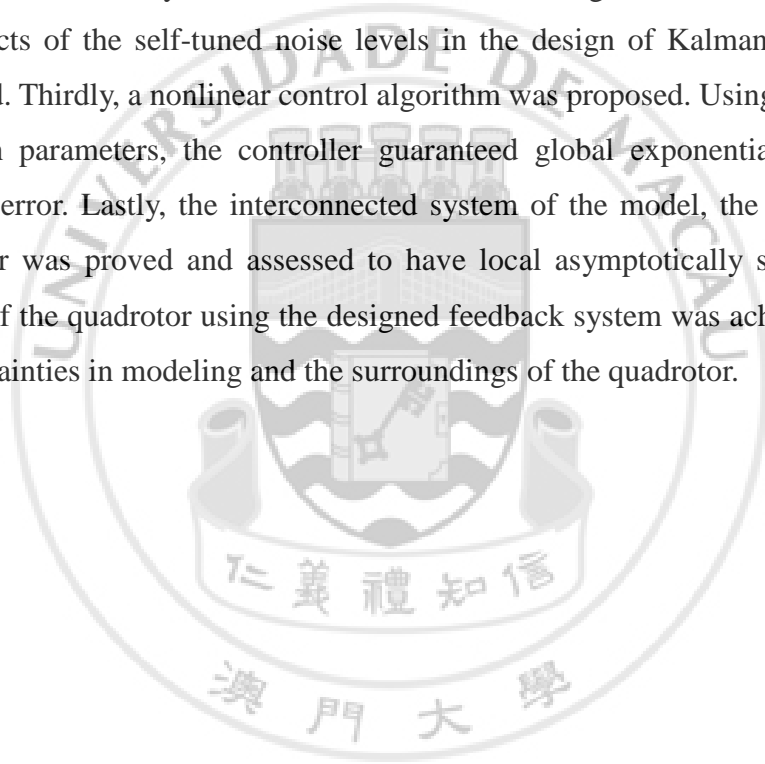 cts of the self-tuned noise levels in the design of Kalman
d. Thirdly, a nonlinear control algorithm was proposed. Using
n parameters, the controller guaranteed global exponentia
error. Lastly, the interconnected system of the model, the
r was proved and assessed to have local asymptotically s
f the quadrotor using the designed feedback system was ach
ainties in modeling and the surroundings of the quadrotor.
UNIVERSIDADE DE MACAU
仁義禮知信
澳門大學